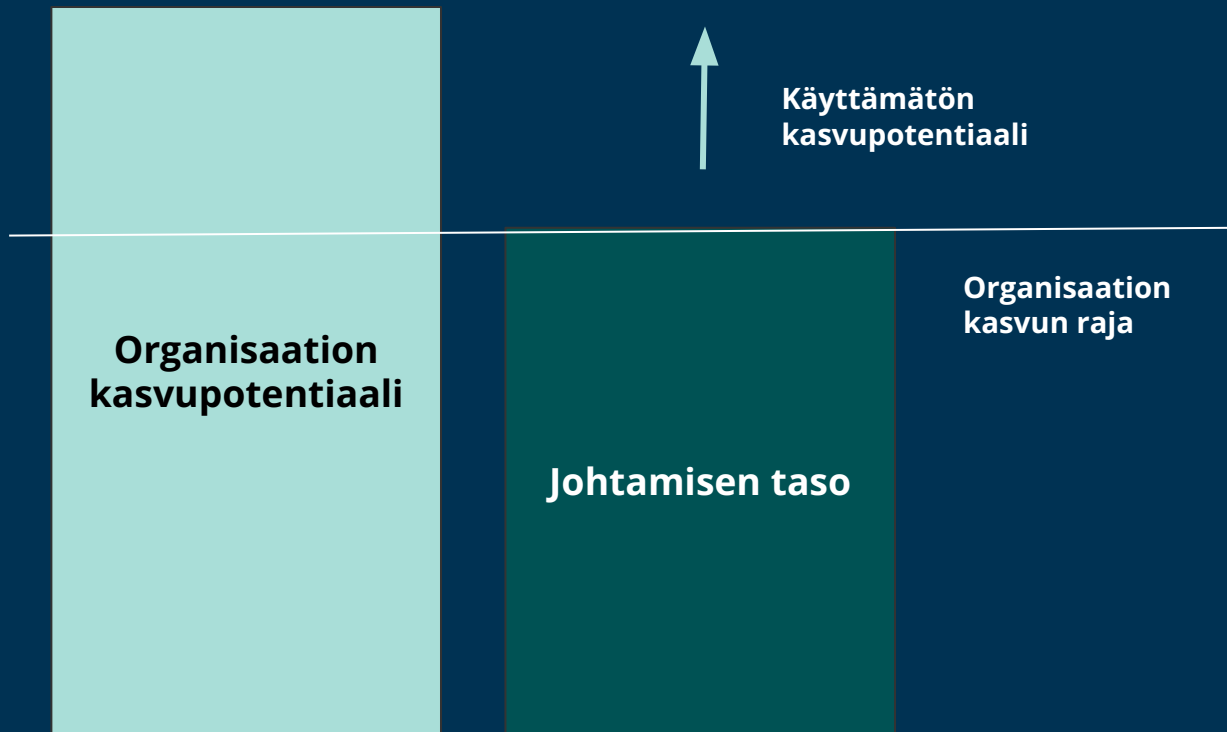 Käyttämätön
kasvupotentiaali
Organisaation
kasvun raja
Organisaation
kasvupotentiaali
Johtamisen taso